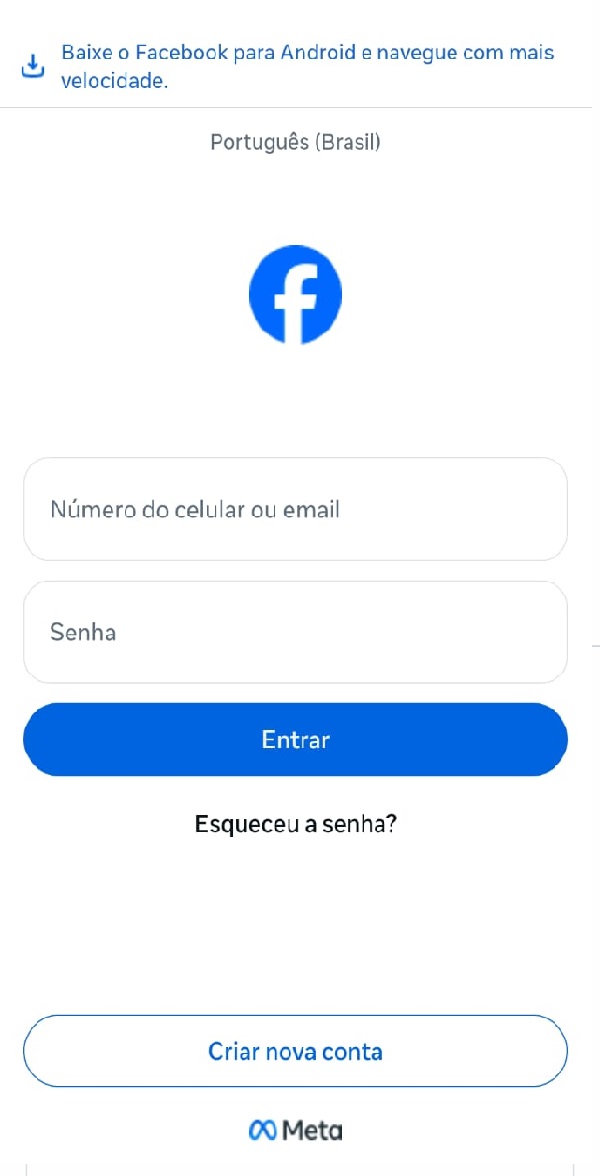 Baixe o Facebook para Android e navegue com mais
velocidade.
Português (Brasil)
Número do celular ou email
Senha
Entrar
Esqueceu a senha?
Criar nova conta
Meta